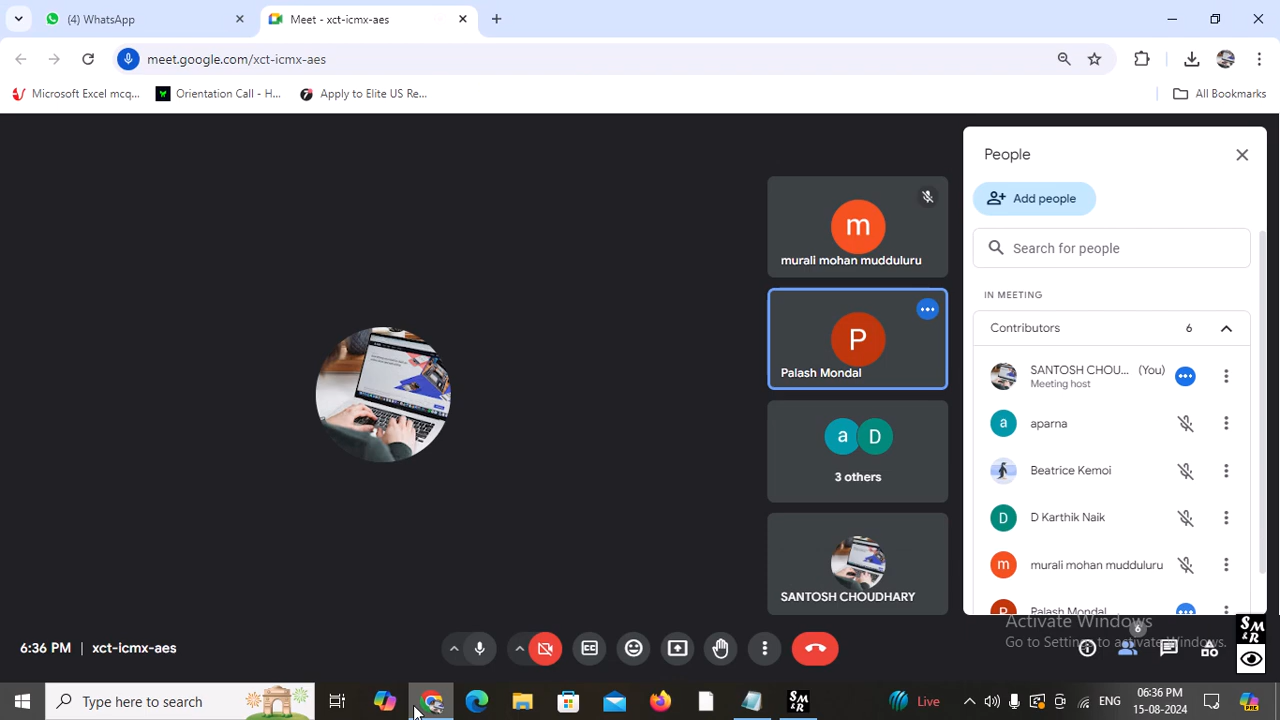 (4) WhatsApp
Meet - xct-icmx-aes
meet.google.com/xct-icmx-aes
Microsoft Excel mcq...
Orientation Call - H...
Apply to Elite US Re...
All Bookmarks
m
murali mohan mudduluru
P
Palash Mondal
a D
3 others
SANTOSH CHOUDHARY
People
Add people
Search for people
IN MEETING
Contributors 6
SANTOSH CHOU... (You)
Meeting host
a aparna
Beatrice Kemoi
D D Karthik Naik
m murali mohan mudduluru
P Palash Mondal
Activate Windows
Go to Settings to activate Windows.
6:36 PM | xct-icmx-aes
6
SM
&R
Type here to search
SM
&R
Live
ENG
06:36 PM
15-08-2024
PRE